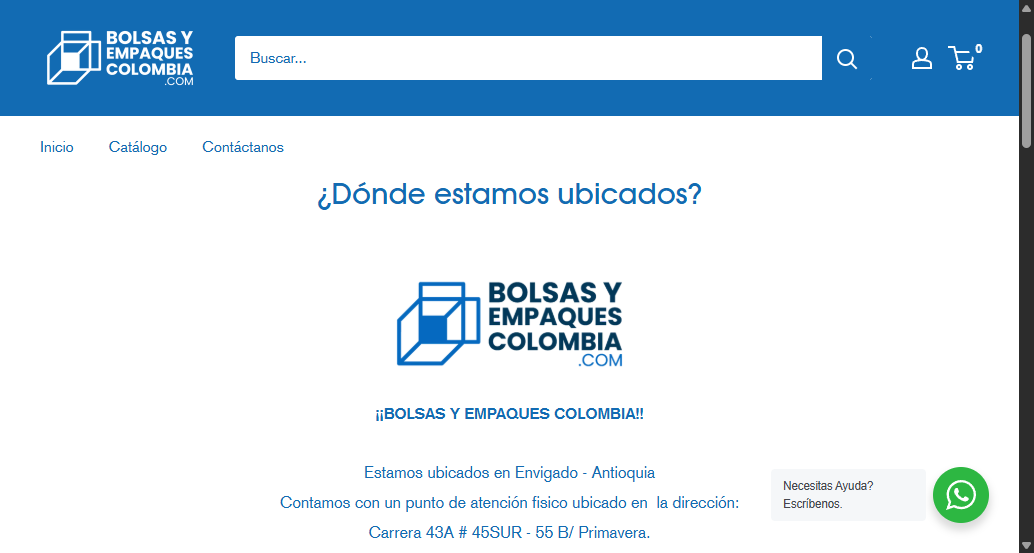 BOLSAS Y
EMPAQUES
COLOMBIA
.COM
Buscar...
0
Inicio
Catálogo
Contáctanos
¿Dónde estamos ubicados?
BOLSAS Y
EMPAQUES
COLOMBIA
.COM
¡¡BOLSAS Y EMPAQUES COLOMBIA!!
Estamos ubicados en Envigado - Antioquia
Contamos con un punto de atención fisico ubicado en  la dirección:
Carrera 43A # 45SUR - 55 B/ Primavera.
Necesitas Ayuda?
Escríbenos.